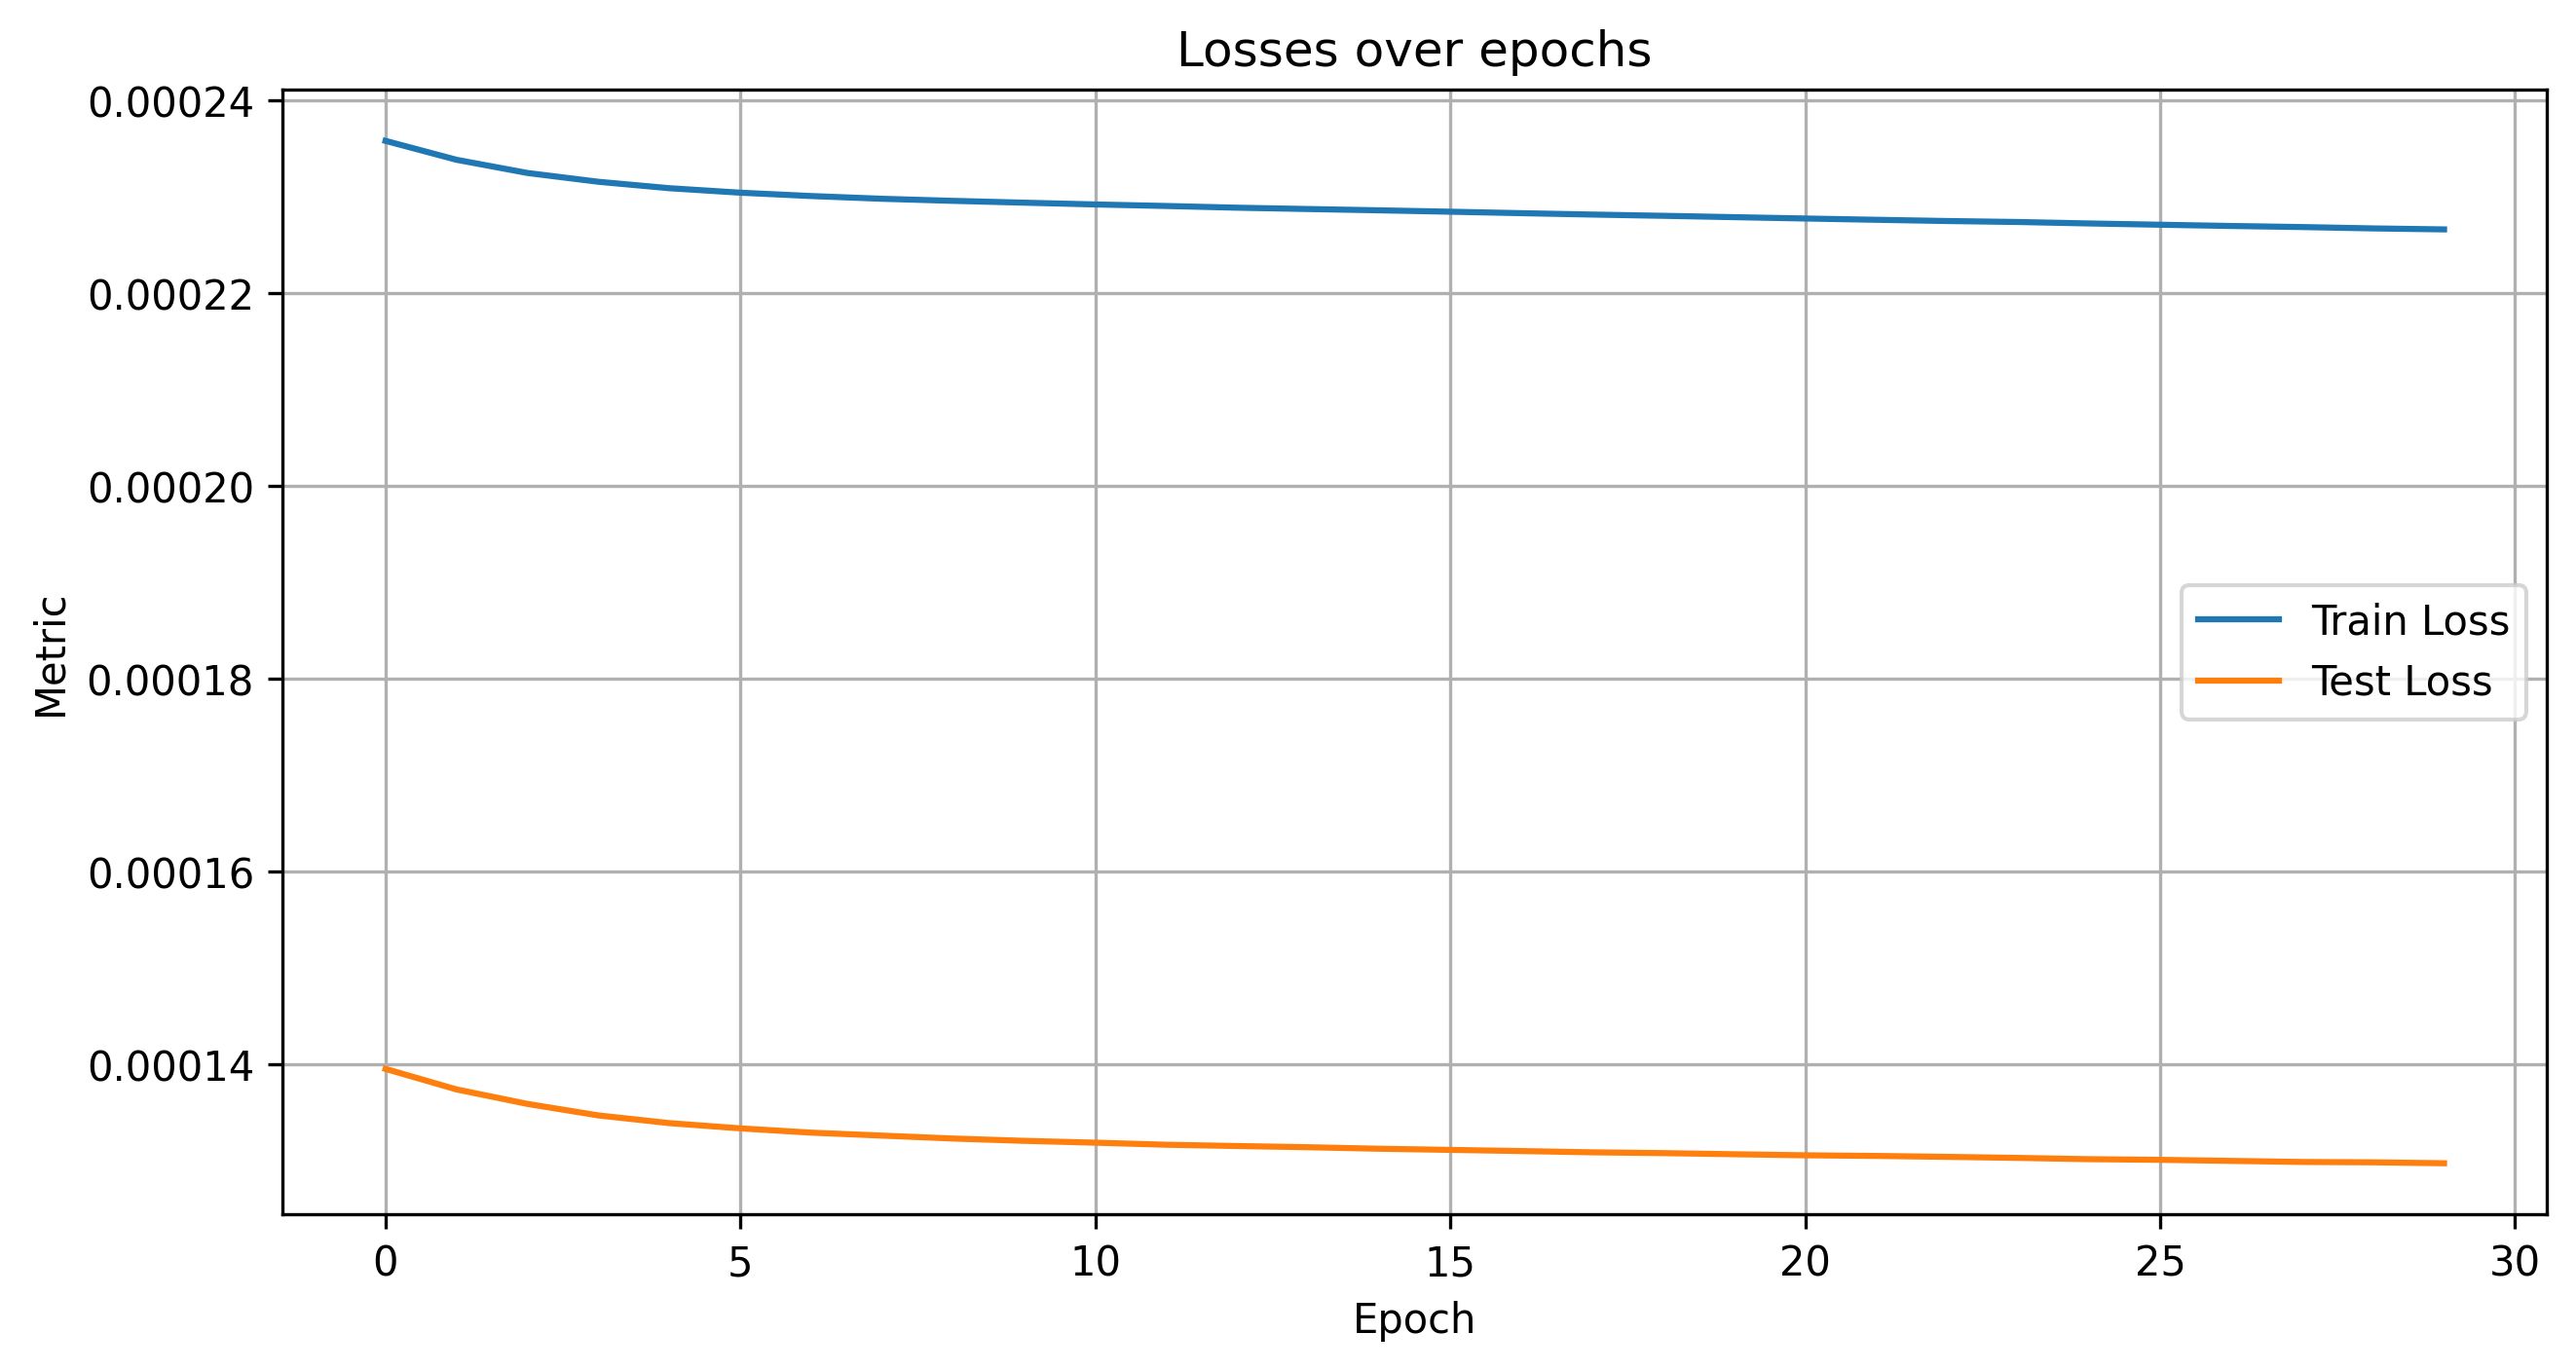 Losses over epochs
0.00024
0.00022
0.00020
0.00018
0.00016
0.00014
Metric
Train Loss
Test Loss
0 5 10 15 20 25 30
Epoch